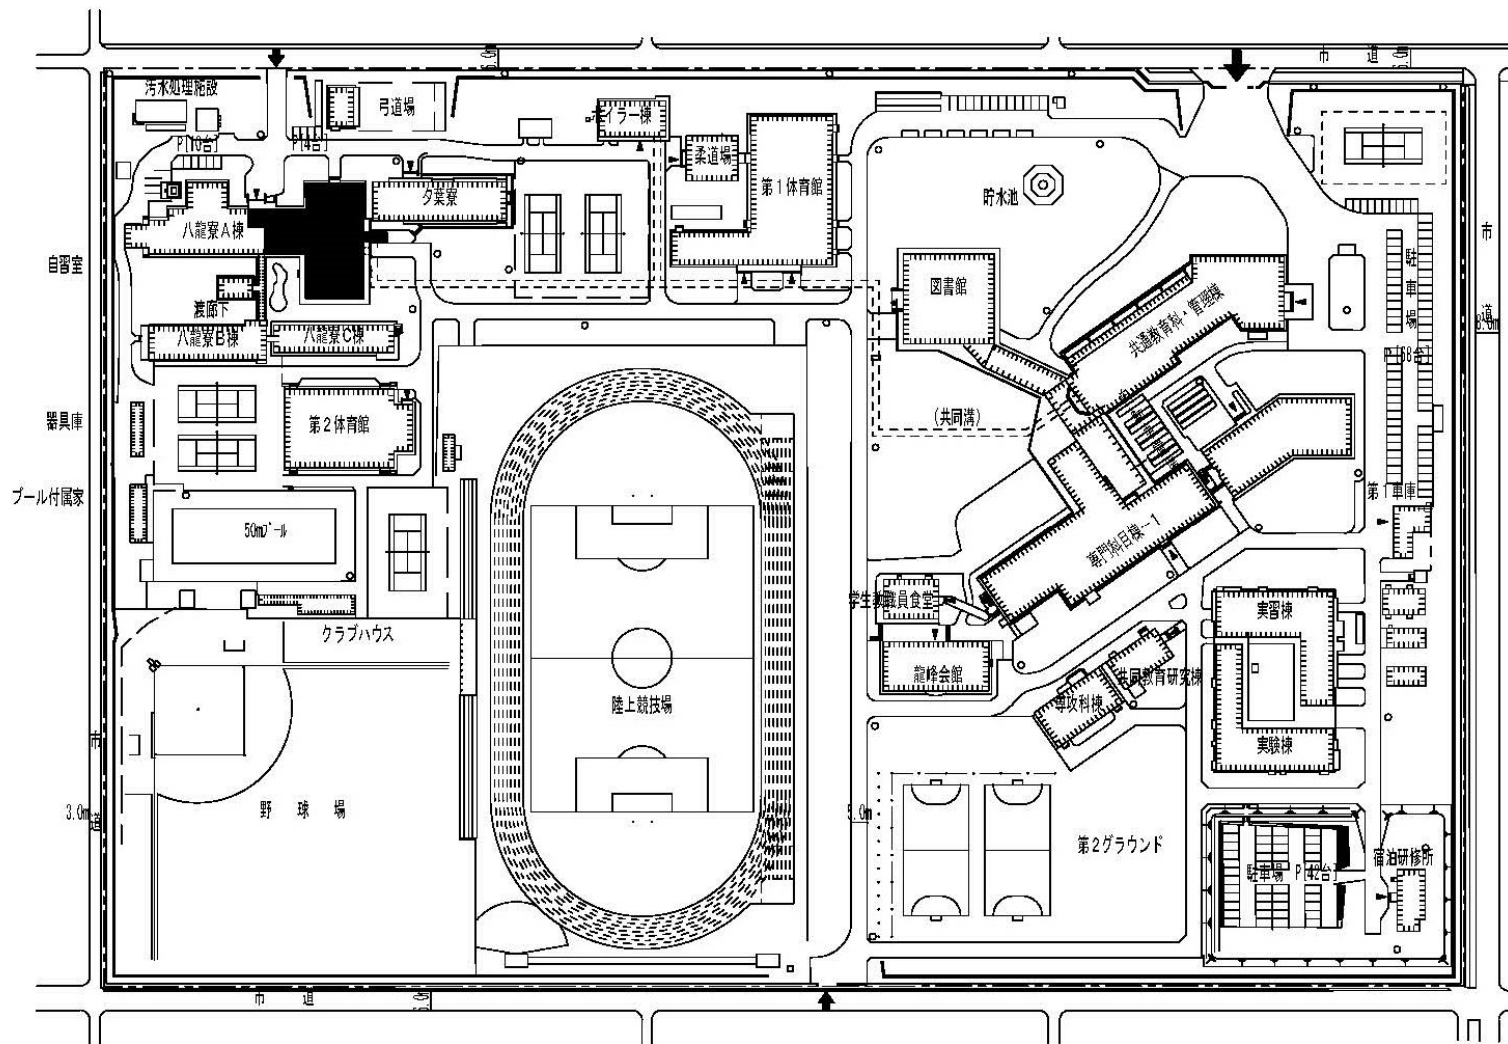 市 道
6.0m
汚水処理施設
弓道場
P[10台]
P[4台]
ボイラー棟
柔道場
第1体育館
夕葉寮
八龍寮A棟
貯水池
市
道
自習室
図書館
駐車場
渡廊下
共通教育科・管理棟
八龍寮B棟
八龍寮C棟
P[68台]
器具庫
第2体育館
(共同溝)
プール付属家
第1車庫
50mプール
専門科目棟-1
学生教職員食堂
実習棟
クラブハウス
龍峰会館
共同教育研究棟
専攻科棟
陸上競技場
市
道
実験棟
3.0m
野球場
5.0m
第2グラウンド
駐車場 P[42台]
宿泊研修所
市 道